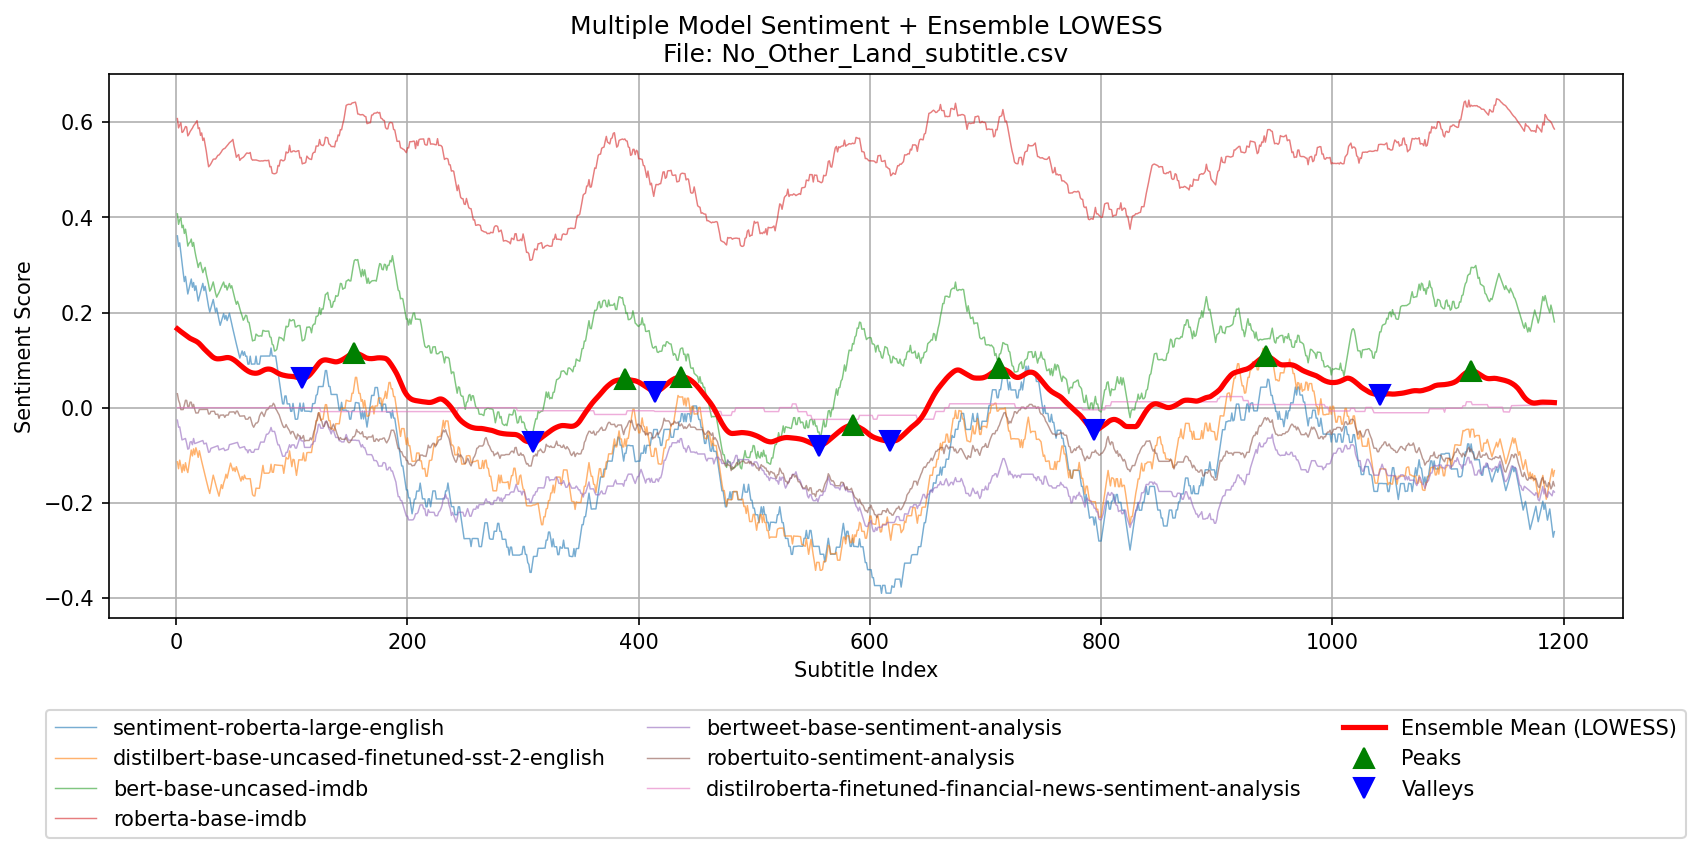 Multiple Model Sentiment + Ensemble LOWESS
File: No_Other_Land_subtitle.csv
Sentiment Score
0.6
0.4
0.2
0.0
−0.2
−0.4
0 200 400 600 800 1000 1200
Subtitle Index
sentiment-roberta-large-english
distilbert-base-uncased-finetuned-sst-2-english
bert-base-uncased-imdb
roberta-base-imdb
bertweet-base-sentiment-analysis
robertuito-sentiment-analysis
distilroberta-finetuned-financial-news-sentiment-analysis
Ensemble Mean (LOWESS)
Peaks
Valleys